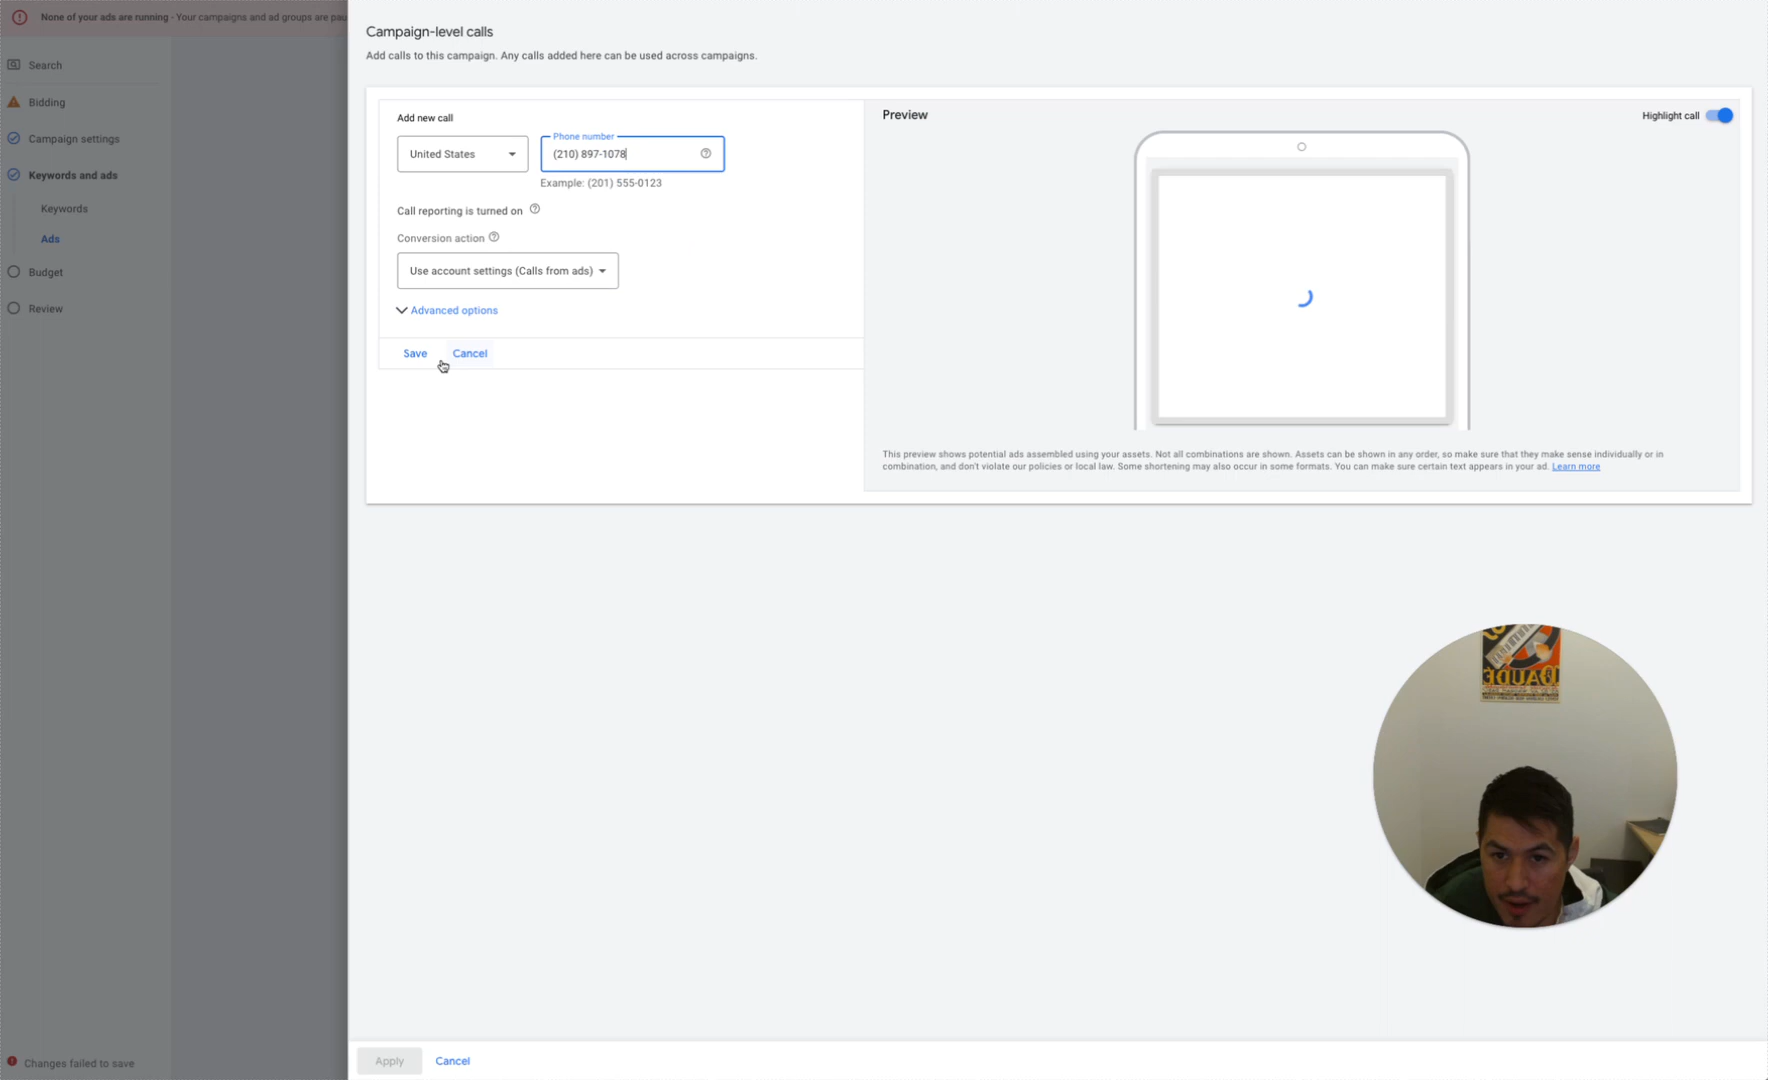 None of your ads are running - Your campaigns and ad groups are pau
Search
Bidding
Campaign settings
Keywords and ads
Keywords
Ads
Budget
Review
Changes failed to save
Campaign-level calls
Add calls to this campaign. Any calls added here can be used across campaigns.
Add new call
United States
Phone number
(210) 897-1078
Example: (201) 555-0123
Call reporting is turned on
Conversion action
Use account settings (Calls from ads)
Advanced options
Save Cancel
Preview
Highlight call
This preview shows potential ads assembled using your assets. Not all combinations are shown. Assets can be shown in any order, so make sure that they make sense individually or in
combination, and don't violate our policies or local law. Some shortening may also occur in some formats. You can make sure certain text appears in your ad. Learn more
Apply Cancel